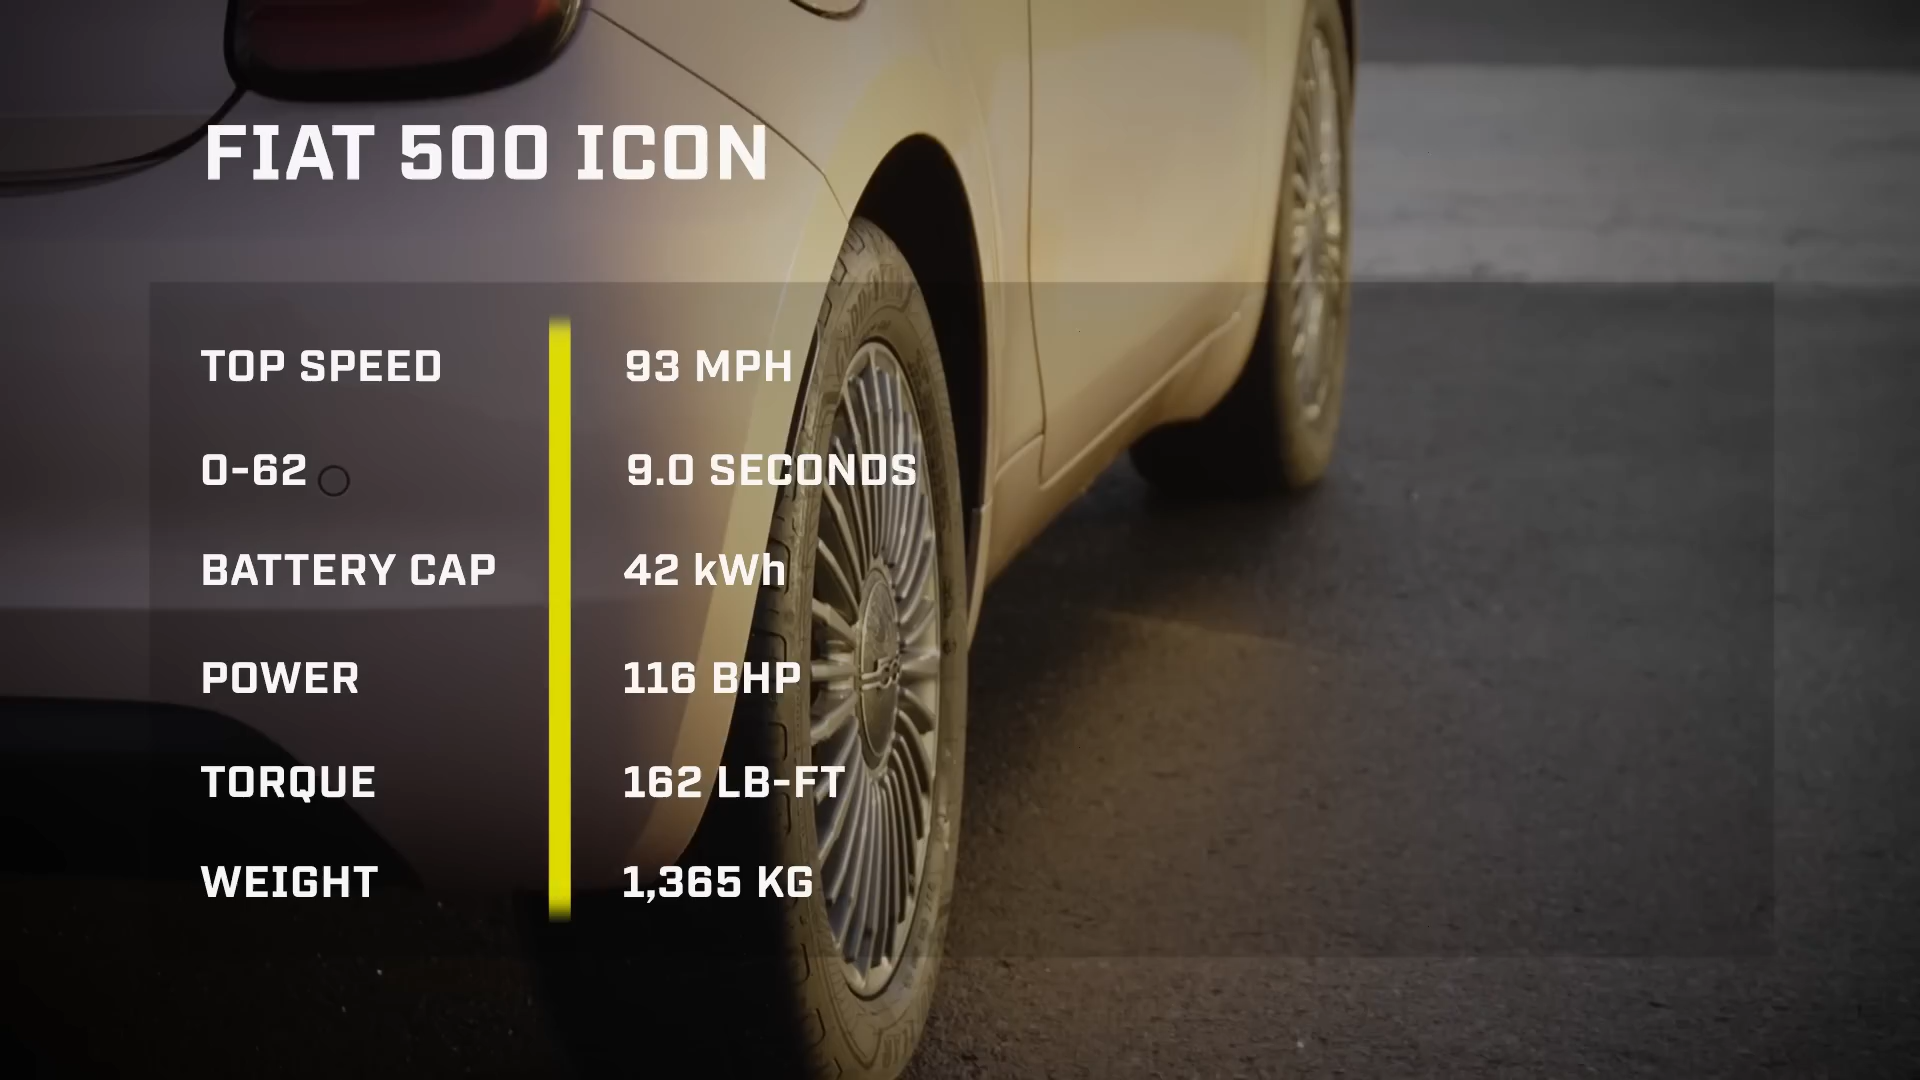 FIAT 500 ICON
TOP SPEED 93 MPH
0-62 9.0 SECONDS
BATTERY CAP 42 kWh
POWER 116 BHP
TORQUE 162 LB-FT
WEIGHT 1,365 KG